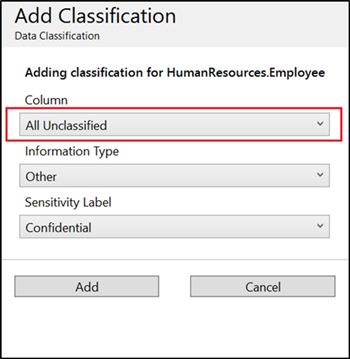 Add Classification
Data Classification
Adding classification for HumanResources.Employee
Column
All Unclassified
Information Type
Other
Sensitivity Label
Confidential
Add Cancel